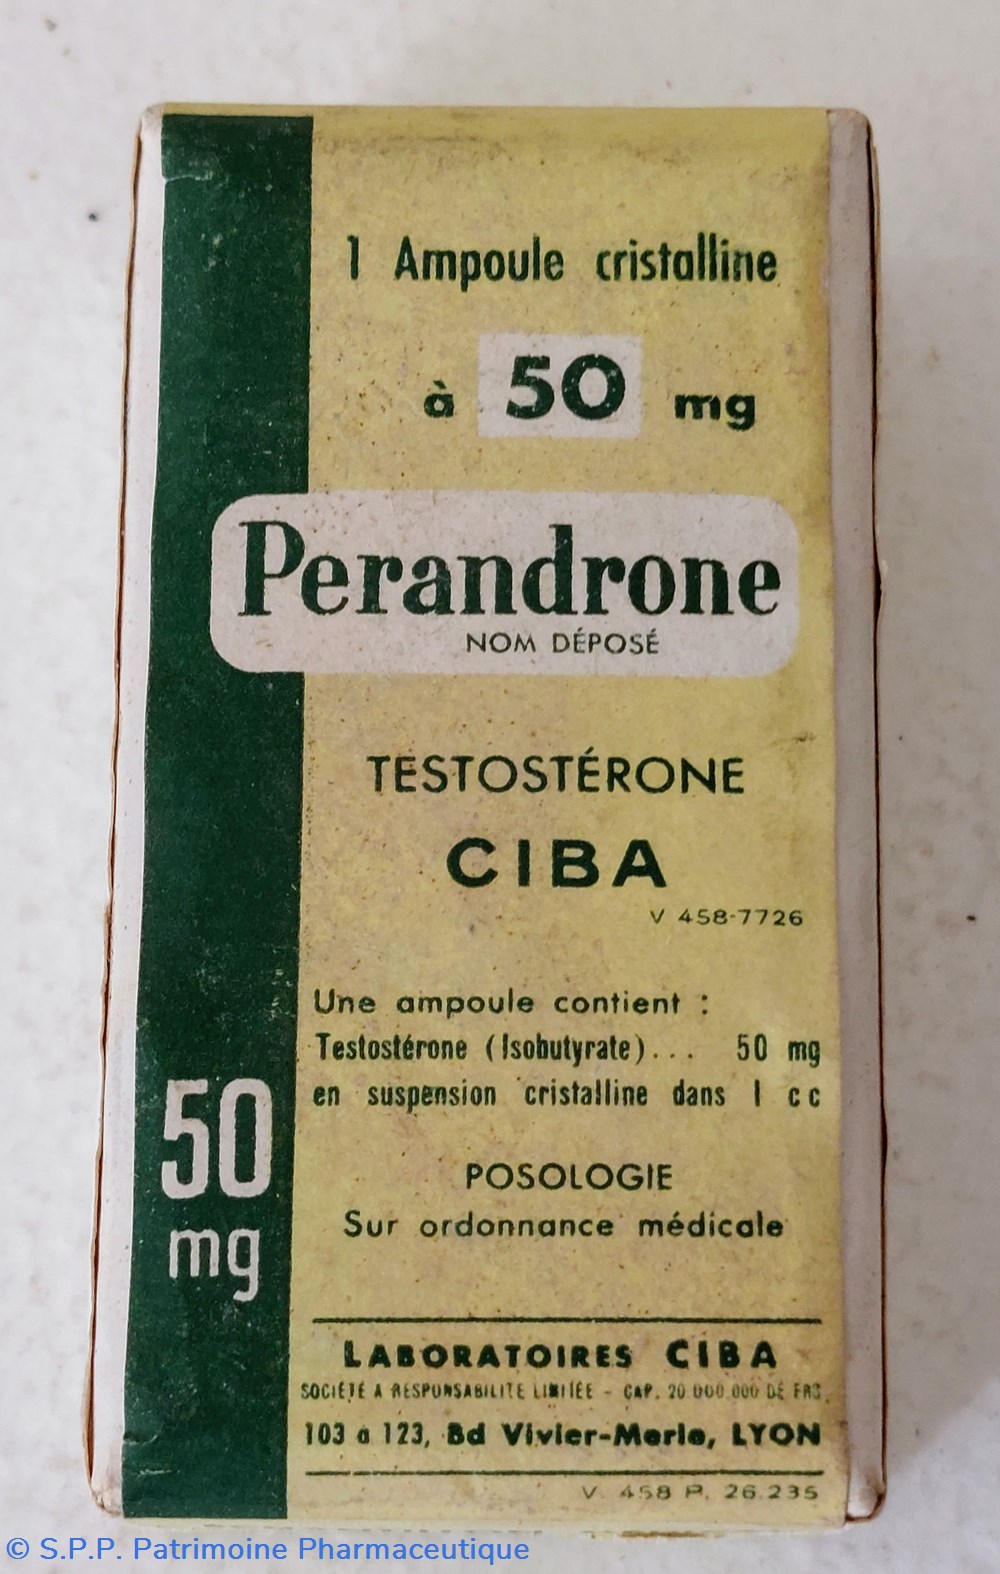 1 Ampoule cristalline
à 50 mg
Perandrone
NOM DÉPOSÉ
TESTOSTÉRONE
CIBA
V 458-7726
Une ampoule contient :
Testostérone (Isobutyrate)... 50 mg
en suspension cristalline dans 1 cc
50
mg
POSOLOGIE
Sur ordonnance médicale
LABORATOIRES CIBA
SOCIÉTÉ A RESPONSABILITE LIMITÉE - CAP. 20.000.000 DE FRS.
103 a 123, Bd Vivier-Merle, LYON
V. 458 P. 26.235
© S.P.P. Patrimoine Pharmaceutique